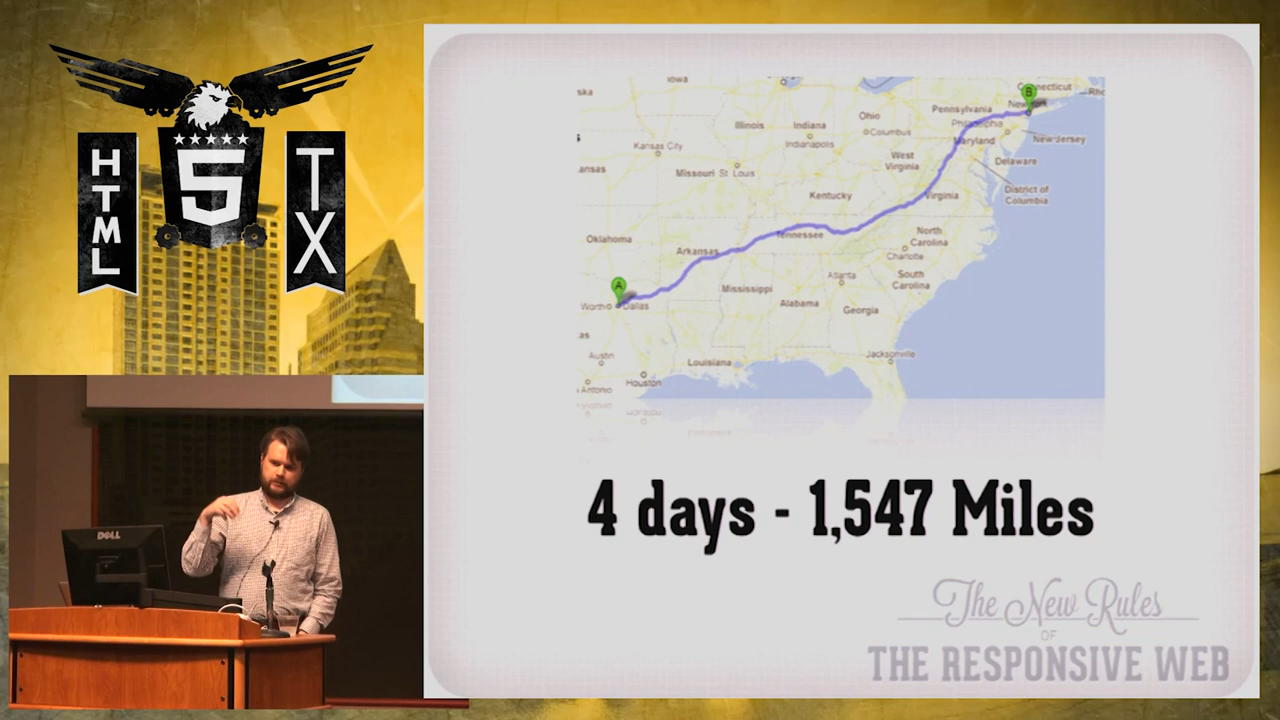 HTML
5
TX
DELL
Iowa
Connecticut
Pennsylvania
New York
Ohio
Philadelphia
Illinois
Indiana
Columbus
Maryland
New Jersey
Kansas City
Indianapolis
West
Virginia
Delaware
Missouri
St Louis
Kentucky
Virginia
District of
Columbia
Oklahoma
Arkansas
Tennessee
North
Carolina
Charlotte
A
B
Mississippi
Atlanta
South
Carolina
Worth
Dallas
Alabama
Georgia
Austin
Louisiana
Jacksonville
Houston
Antonio
4 days - 1,547 Miles
The New Rules
OF
THE RESPONSIVE WEB